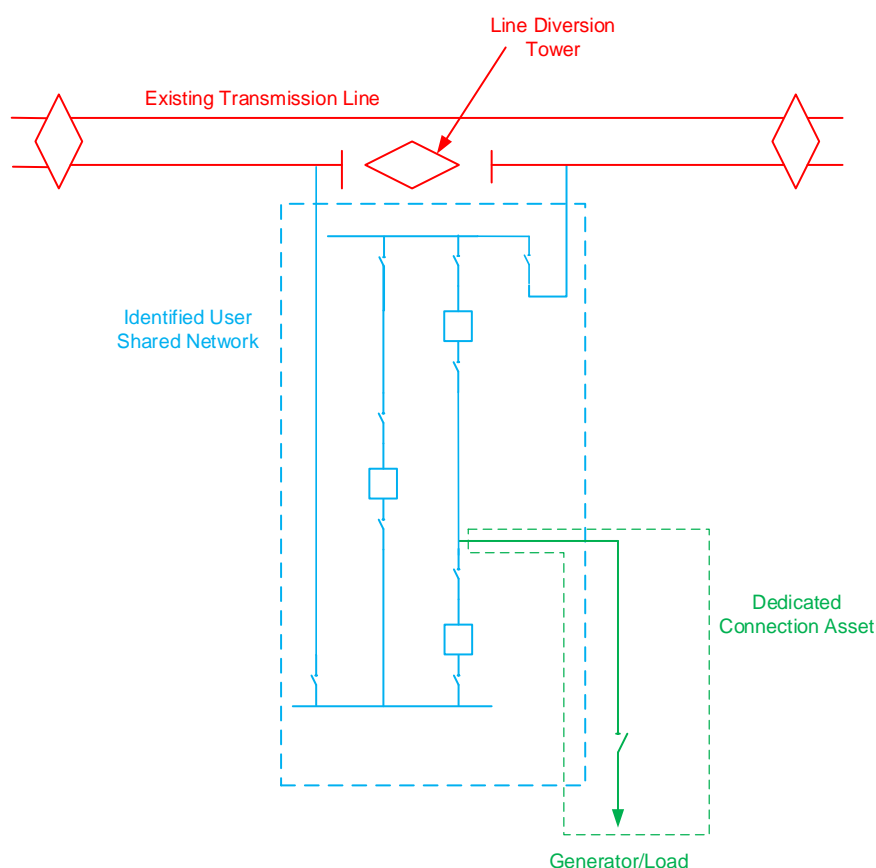 Line Diversion
Tower
Existing Transmission Line
Identified User
Shared Network
Dedicated
Connection Asset
Generator/Load